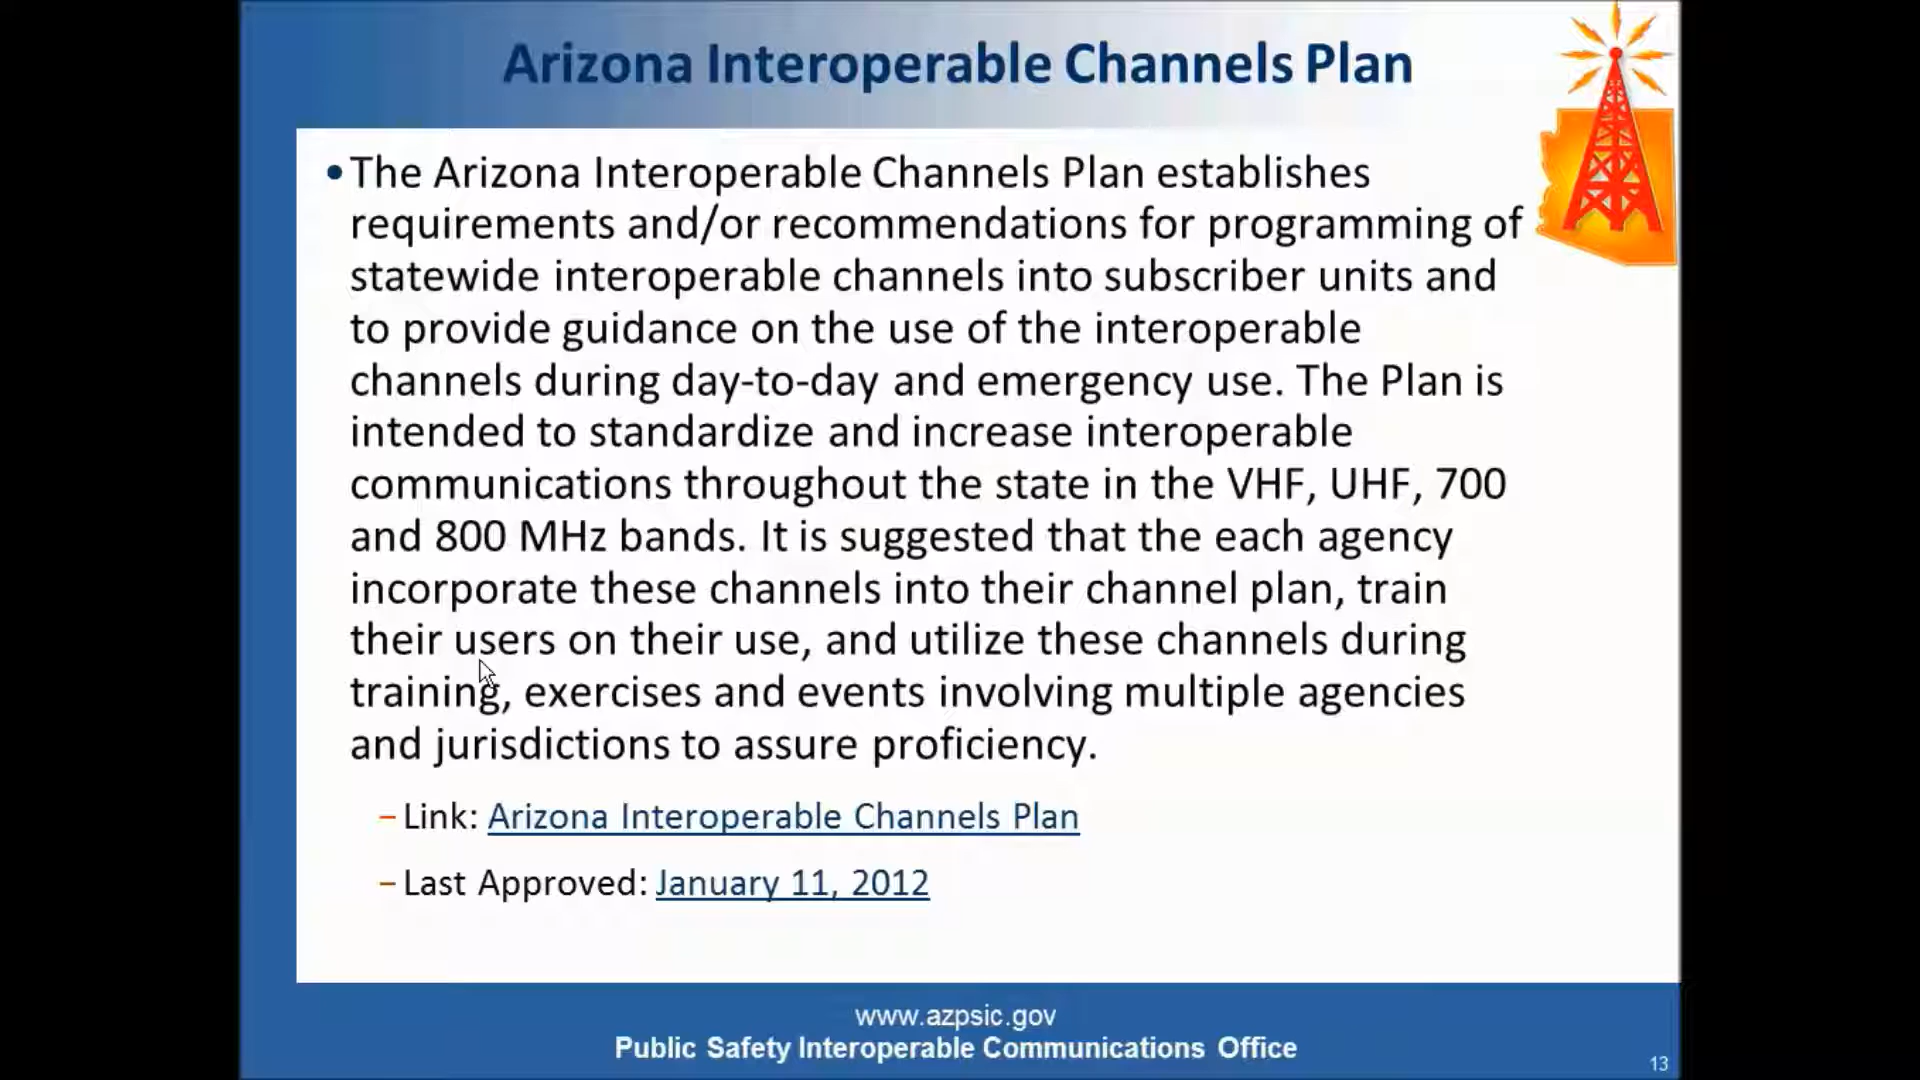 Arizona Interoperable Channels Plan
•The Arizona Interoperable Channels Plan establishes
requirements and/or recommendations for programming of
statewide interoperable channels into subscriber units and
to provide guidance on the use of the interoperable
channels during day-to-day and emergency use. The Plan is
intended to standardize and increase interoperable
communications throughout the state in the VHF, UHF, 700
and 800 MHz bands. It is suggested that the each agency
incorporate these channels into their channel plan, train
their users on their use, and utilize these channels during
training, exercises and events involving multiple agencies
and jurisdictions to assure proficiency.
–Link: Arizona Interoperable Channels Plan
–Last Approved: January 11, 2012
www.azpsic.gov
Public Safety Interoperable Communications Office
13